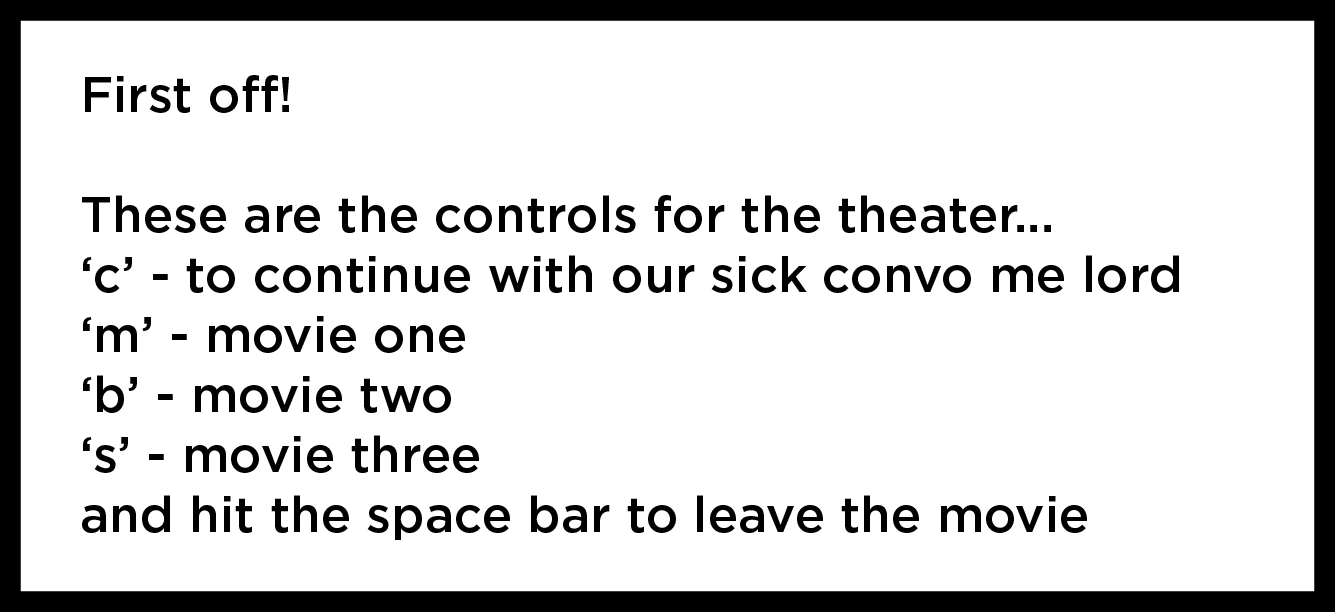 First off!
These are the controls for the theater...
‘c’ - to continue with our sick convo me lord
‘m’ - movie one
‘b’ - movie two
‘s’ - movie three
and hit the space bar to leave the movie